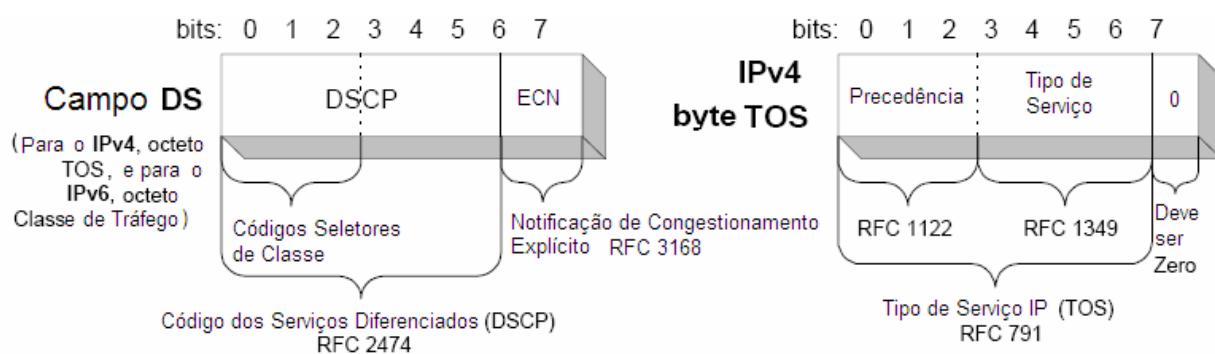 bits: 0 1 2 3 4 5 6 7
Campo DS
(Para o IPv4, octeto
TOS, e para o
IPv6, octeto
Classe de Tráfego)
DSCP
ECN
Códigos Seletores
de Classe
Notificação de Congestionamento
Explícito RFC 3168
Código dos Serviços Diferenciados (DSCP)
RFC 2474
bits: 0 1 2 3 4 5 6 7
IPv4
byte TOS
Precedência
Tipo de
Serviço
0
RFC 1122
RFC 1349
Deve
ser
Zero
Tipo de Serviço IP (TOS)
RFC 791